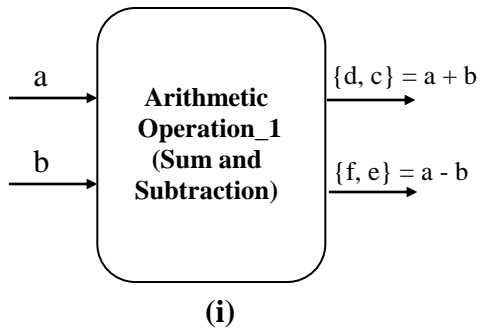 a
b
Arithmetic
Operation_1
(Sum and
Subtraction)
{d, c} = a + b
{f, e} = a - b
(i)